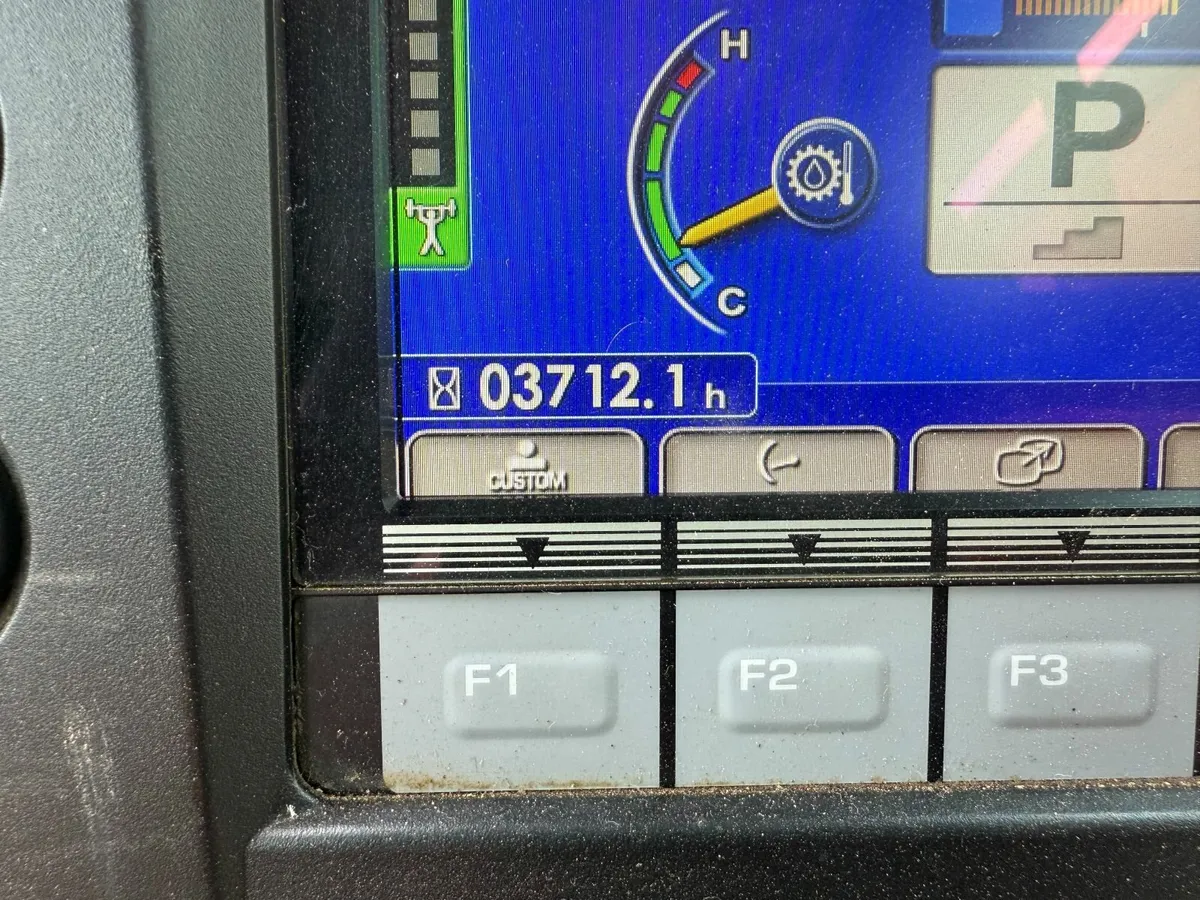 H
P
C
03712.1 h
CUSTOM
F1 F2 F3